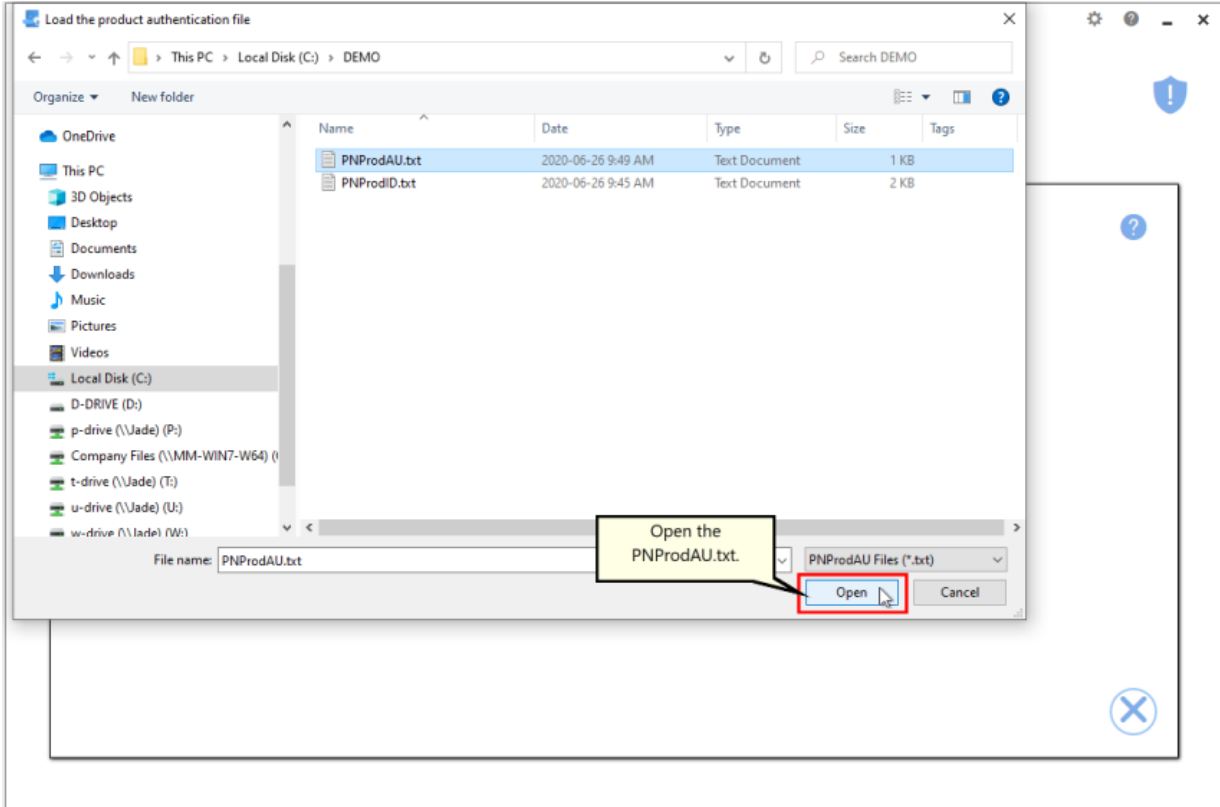 Load the product authentication file
This PC > Local Disk (C:) > DEMO
Search DEMO
Organize
New folder
Name
Date
Type
Size
Tags
OneDrive
This PC
3D Objects
Desktop
Documents
Downloads
Music
Pictures
Videos
Local Disk (C:)
D-DRIVE (D:)
p-drive (\\Jade) (P:)
Company Files (\\MM-WIN7-W64) (
t-drive (\\Jade) (T:)
u-drive (\\Jade) (U:)
w-drive (\\Jade) (W:)
PNProdAU.txt 2020-06-26 9:49 AM Text Document 1 KB
PNProdID.txt 2020-06-26 9:45 AM Text Document 2 KB
Open the
PNProdAU.txt.
File name: PNProdAU.txt
PNProdAU Files (*.txt)
Open
Cancel